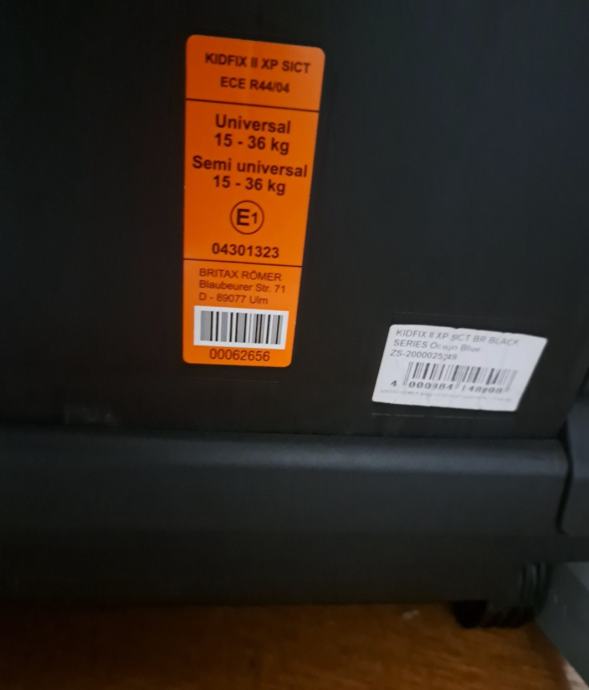 KIDFIX II XP SICT
ECE R44/04
Universal
15 - 36 kg
Semi universal
15 - 36 kg
E1
04301323
BRITAX RÖMER
Blaubeurer Str. 71
D - 89077 Ulm
00062656
KIDFIX II XP SICT BR BLACK
SERIES Blue